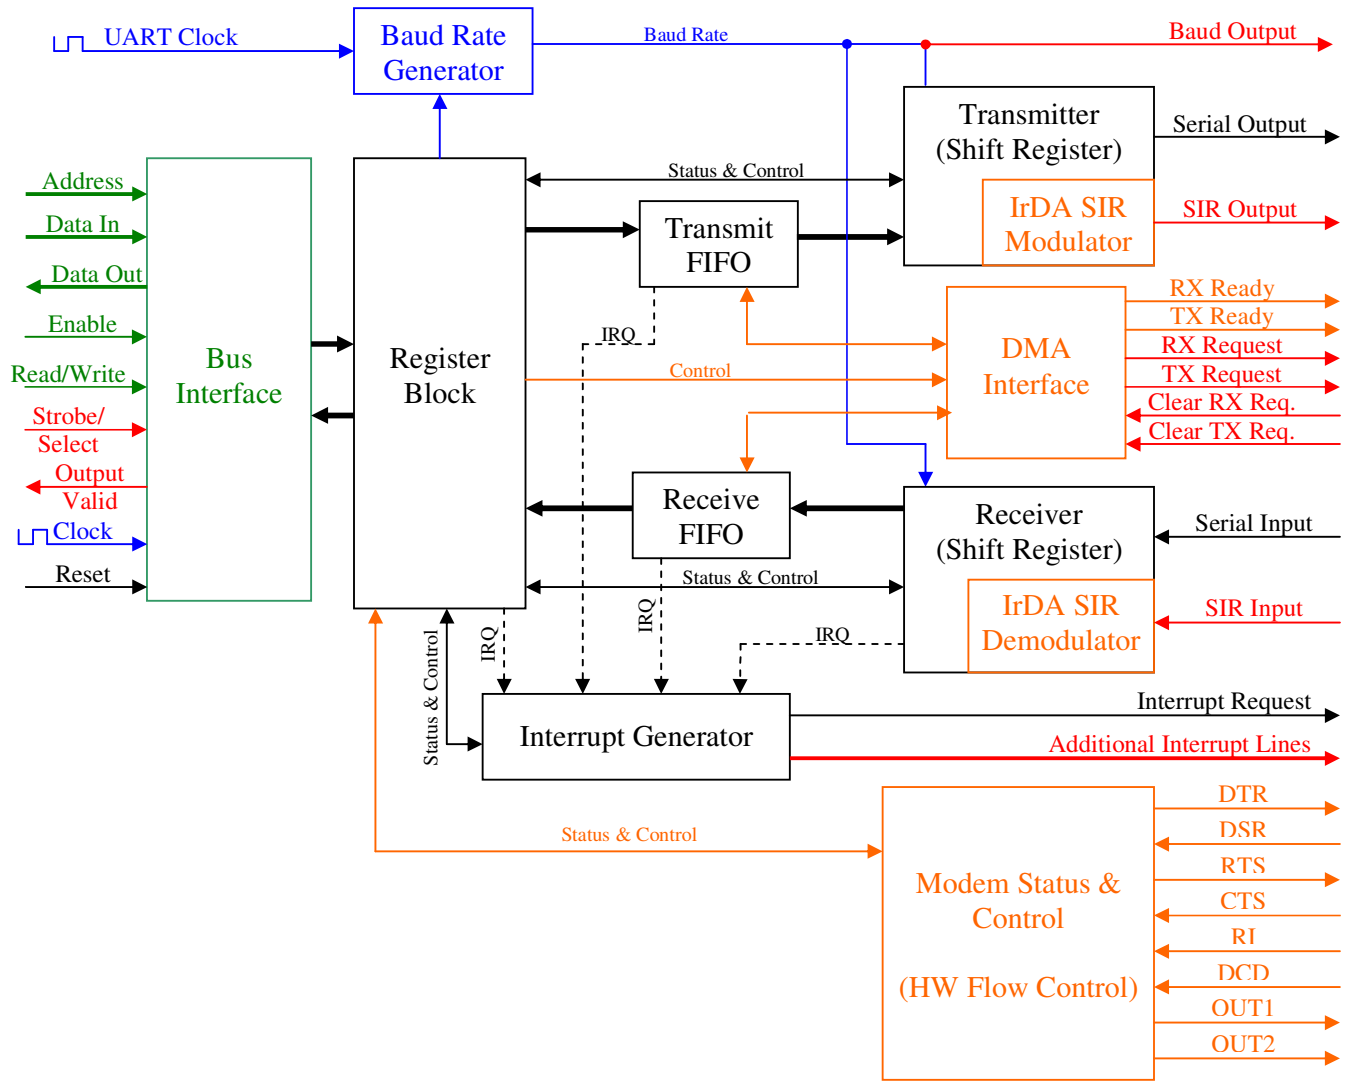 UART Clock
Baud Rate
Generator
Baud Rate
Baud Output
Transmitter
(Shift Register)
Serial Output
IrDA SIR
Modulator
SIR Output
Status & Control
Transmit
FIFO
Address
Data In
Data Out
Enable
Read/Write
Strobe/
Select
Output
Valid
Clock
Reset
Bus
Interface
Register
Block
IRQ
Control
DMA
Interface
RX Ready
TX Ready
RX Request
TX Request
Clear RX Req.
Clear TX Req.
Receive
FIFO
Receiver
(Shift Register)
Serial Input
Status & Control
IrDA SIR
Demodulator
SIR Input
Status & Control
IRQ
IRQ
IRQ
Interrupt Generator
Interrupt Request
Additional Interrupt Lines
Status & Control
Modem Status &
Control
(HW Flow Control)
DTR
DSR
RTS
CTS
RI
DCD
OUT1
OUT2